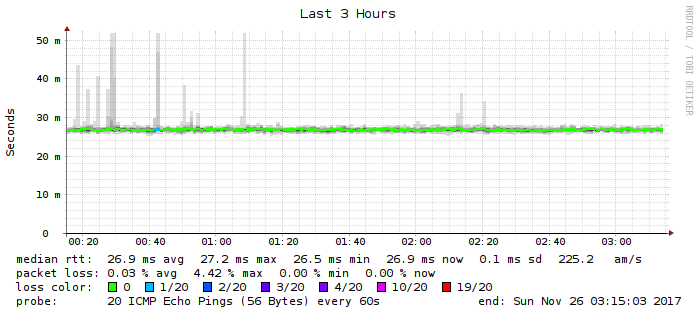 Last 3 Hours
RRDTOOL / TOBI OETIKER
Seconds
50 m
40 m
30 m
20 m
10 m
0
00:20 00:40 01:00 01:20 01:40 02:00 02:20 02:40 03:00
median rtt: 26.9 ms avg 27.2 ms max 26.5 ms min 26.9 ms now 0.1 ms sd 225.2 am/s
packet loss: 0.03 % avg 4.42 % max 0.00 % min 0.00 % now
loss color: 0 1/20 2/20 3/20 4/20 10/20 19/20
probe: 20 ICMP Echo Pings (56 Bytes) every 60s end: Sun Nov 26 03:15:03 2017